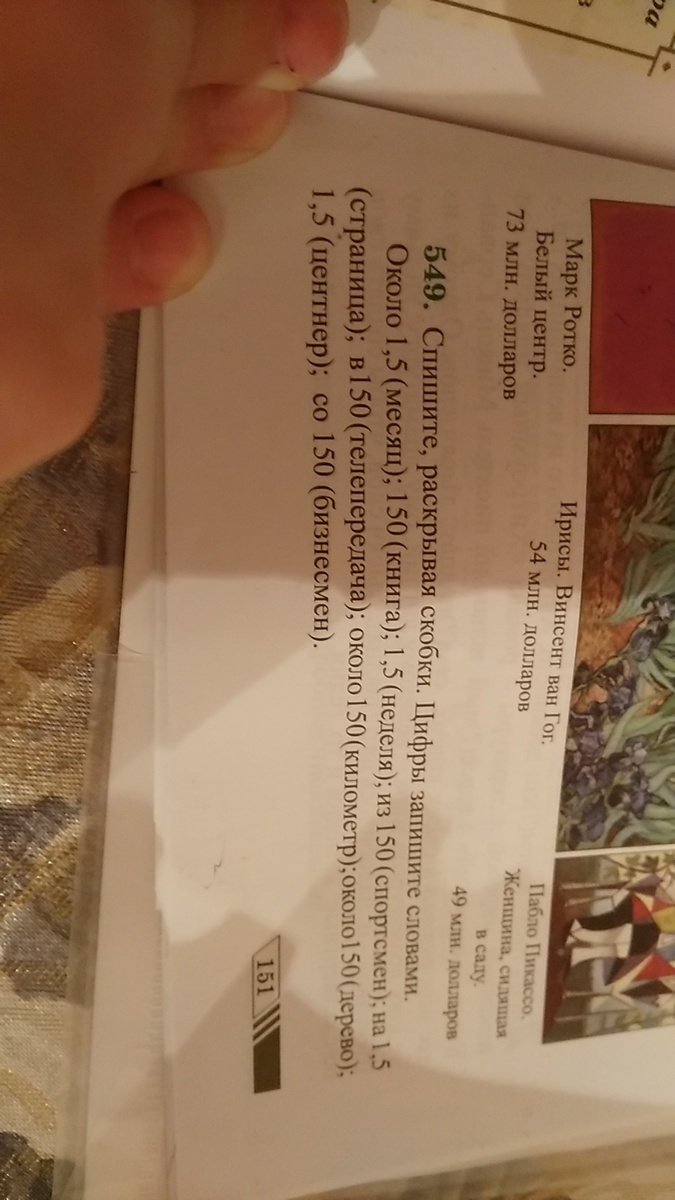 ра
в
Марк Ротко.
Белый центр.
73 млн. долларов
Ирисы. Винсент ван Гог.
54 млн. долларов
Пабло Пикассо.
Женщина, сидящая
в саду.
49 млн. долларов
549. Спишите, раскрывая скобки. Цифры запишите словами.
Около 1,5 (месяц); 150 (книга); 1,5 (неделя); из 150 (спортсмен); на 1,5
(страница); в 150 (телепередача); около 150 (километр); около 150 (дерево);
1,5 (центнер); со 150 (бизнесмен).
151